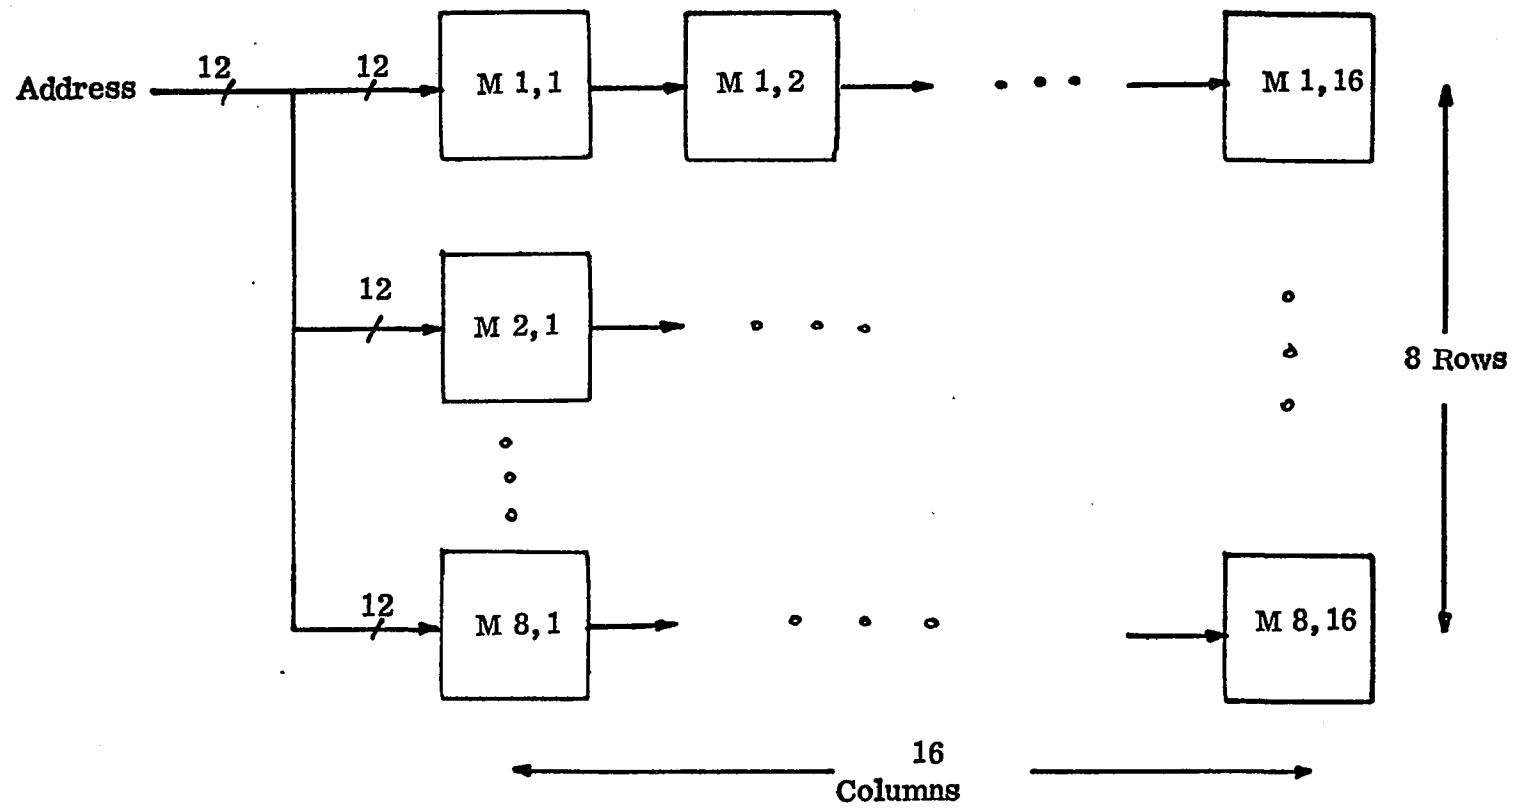 Address
12
12
M 1,1
M 1,2
M 1,16
12
M 2,1
8 Rows
12
M 8,1
M 8,16
16
Columns